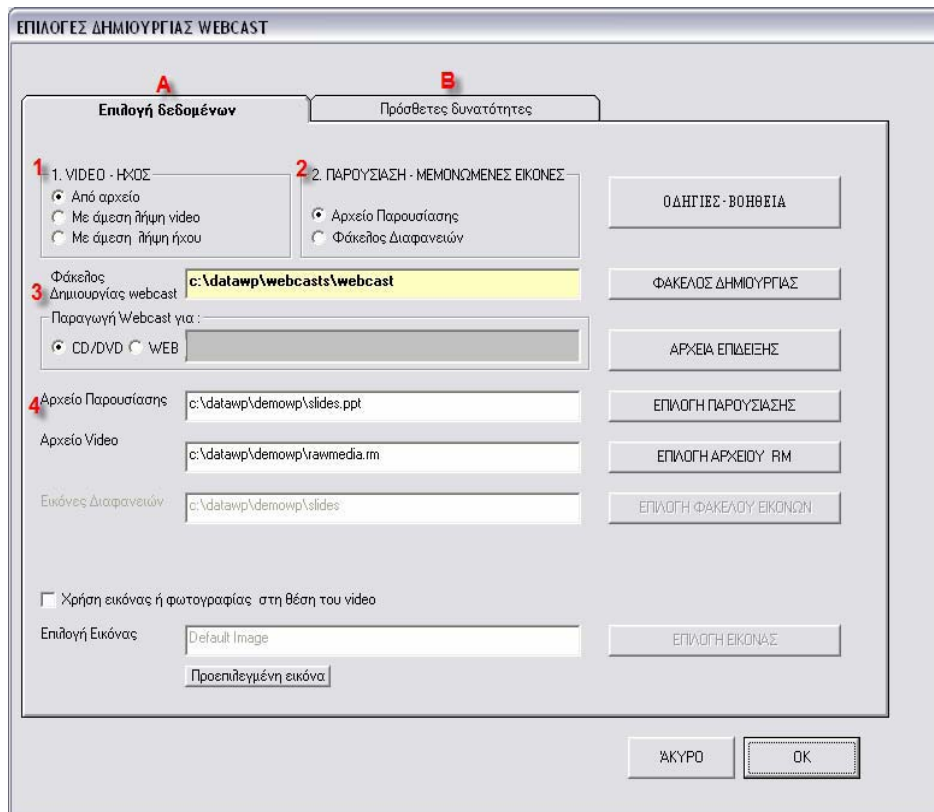 ΕΠΙΛΟΓΕΣ ΔΗΜΙΟΥΡΓΙΑΣ WEBCAST
A
B
Επιλογή δεδομένων
Πρόσθετες δυνατότητες
1
1. VIDEO - ΗΧΟΣ
Από αρχείο
Με άμεση λήψη video
Με άμεση λήψη ήχου
2
2. ΠΑΡΟΥΣΙΑΣΗ - ΜΕΜΟΝΩΜΕΝΕΣ ΕΙΚΟΝΕΣ
Αρχείο Παρουσίασης
Φάκελος Διαφανειών
ΟΔΗΓΙΕΣ-ΒΟΗΘΕΙΑ
Φάκελος
3 Δημιουργίας webcast
c:\datawp\webcasts\webcast
ΦΑΚΕΛΟΣ ΔΗΜΙΟΥΡΓΙΑΣ
Παραγωγή Webcast για :
CD/DVD WEB
ΑΡΧΕΙΑ ΕΠΙΔΕΙΞΗΣ
4
Αρχείο Παρουσίασης
c:\datawp\demowp\slides.ppt
ΕΠΙΛΟΓΗ ΠΑΡΟΥΣΙΑΣΗΣ
Αρχείο Video
c:\datawp\demowp\rawmedia.rm
ΕΠΙΛΟΓΗ ΑΡΧΕΙΟΥ RM
Εικόνες Διαφανειών
c:\datawp\demowp\slides
ΕΠΙΛΟΓΗ ΦΑΚΕΛΟΥ ΕΙΚΟΝΩΝ
Χρήση εικόνας ή φωτογραφίας στη θέση του video
Επιλογή Εικόνας
Default Image
ΕΠΙΛΟΓΗ ΕΙΚΟΝΑΣ
Προεπιλεγμένη εικόνα
ΆΚΥΡΟ
ΟΚ